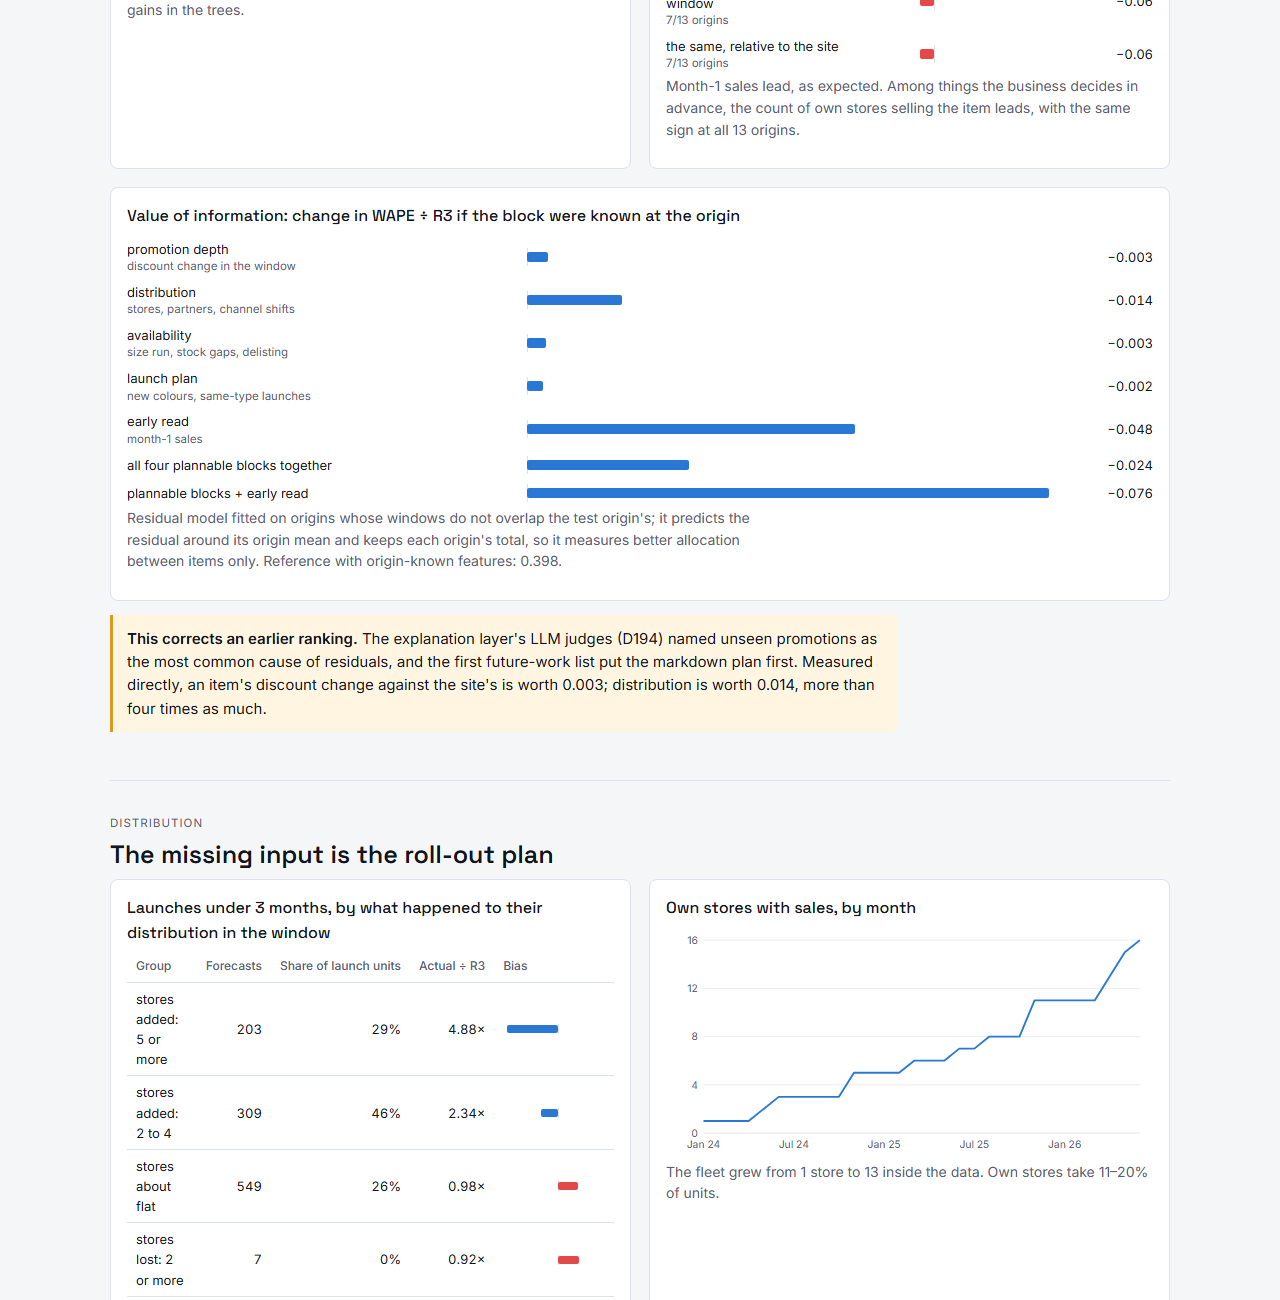 gains in the trees.
window
−0.06
7/13 origins
the same, relative to the site
−0.06
7/13 origins
Month-1 sales lead, as expected. Among things the business decides in
advance, the count of own stores selling the item leads, with the same
sign at all 13 origins.
Value of information: change in WAPE ÷ R3 if the block were known at the origin
promotion depth
discount change in the window
−0.003
distribution
stores, partners, channel shifts
−0.014
availability
size run, stock gaps, delisting
−0.003
launch plan
new colours, same-type launches
−0.002
early read
month-1 sales
−0.048
all four plannable blocks together
−0.024
plannable blocks + early read
−0.076
Residual model fitted on origins whose windows do not overlap the test origin's; it predicts the
residual around its origin mean and keeps each origin's total, so it measures better allocation
between items only. Reference with origin-known features: 0.398.
This corrects an earlier ranking. The explanation layer's LLM judges (D194) named unseen promotions as
the most common cause of residuals, and the first future-work list put the markdown plan first. Measured
directly, an item's discount change against the site's is worth 0.003; distribution is worth 0.014, more than
four times as much.
DISTRIBUTION
The missing input is the roll-out plan
Launches under 3 months, by what happened to their
distribution in the window
Group Forecasts Share of launch units Actual ÷ R3 Bias
stores
added:
5 or
more
203 29% 4.88×
stores
added:
2 to 4
309 46% 2.34×
stores
about
flat
549 26% 0.98×
stores
lost: 2
or more
7 0% 0.92×
Own stores with sales, by month
16
12
8
4
0
Jan 24 Jul 24 Jan 25 Jul 25 Jan 26
The fleet grew from 1 store to 13 inside the data. Own stores take 11–20%
of units.